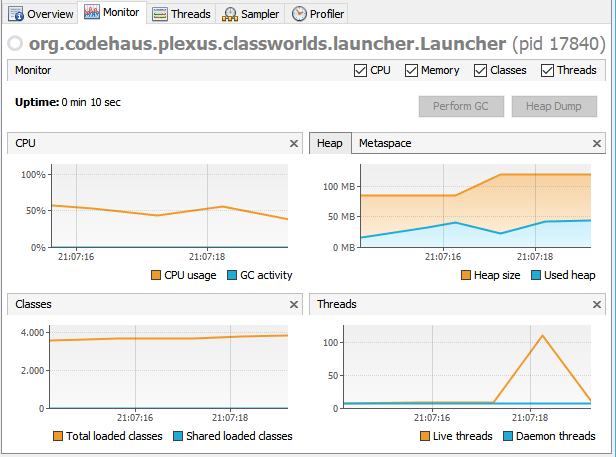 Overview Monitor Threads Sampler Profiler
org.codehaus.plexus.classworlds.launcher.Launcher (pid 17840)
Monitor CPU Memory Classes Threads
Uptime: 0 min 10 sec Perform GC Heap Dump
CPU
100%
50%
0%
21:07:16 21:07:18
CPU usage GC activity
Heap Metaspace
100 MB
50 MB
0 MB
21:07:16 21:07:18
Heap size Used heap
Classes
4.000
2.000
0
21:07:16 21:07:18
Total loaded classes Shared loaded classes
Threads
100
50
0
21:07:16 21:07:18
Live threads Daemon threads